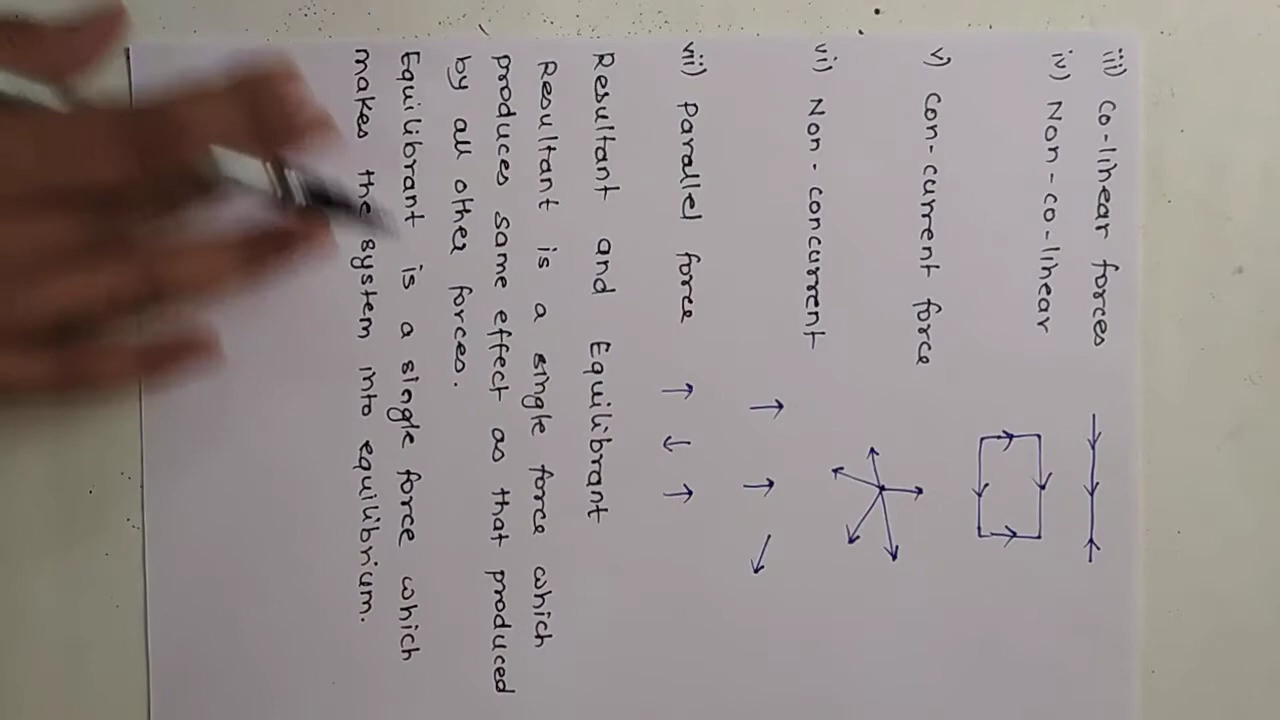 iii) Co-linear forces
iv) Non-co-linear
v) Con-current force
vi) Non-concurrent
vii) Parallel force
Resultant and Equilibrant
Resultant is a single force which
produces same effect as that produced
by all other forces.
Equilibrant is a single force which
makes the system into equilibrium.